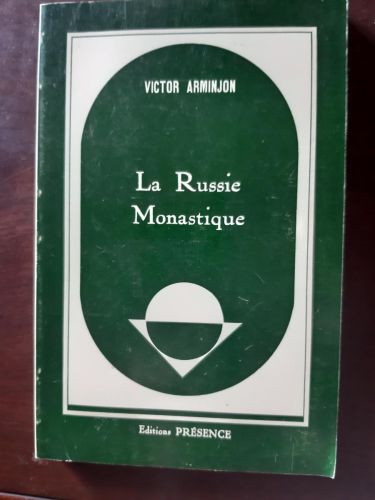 VICTOR ARMINJON
La Russie
Monastique
Editions PRÉSENCE